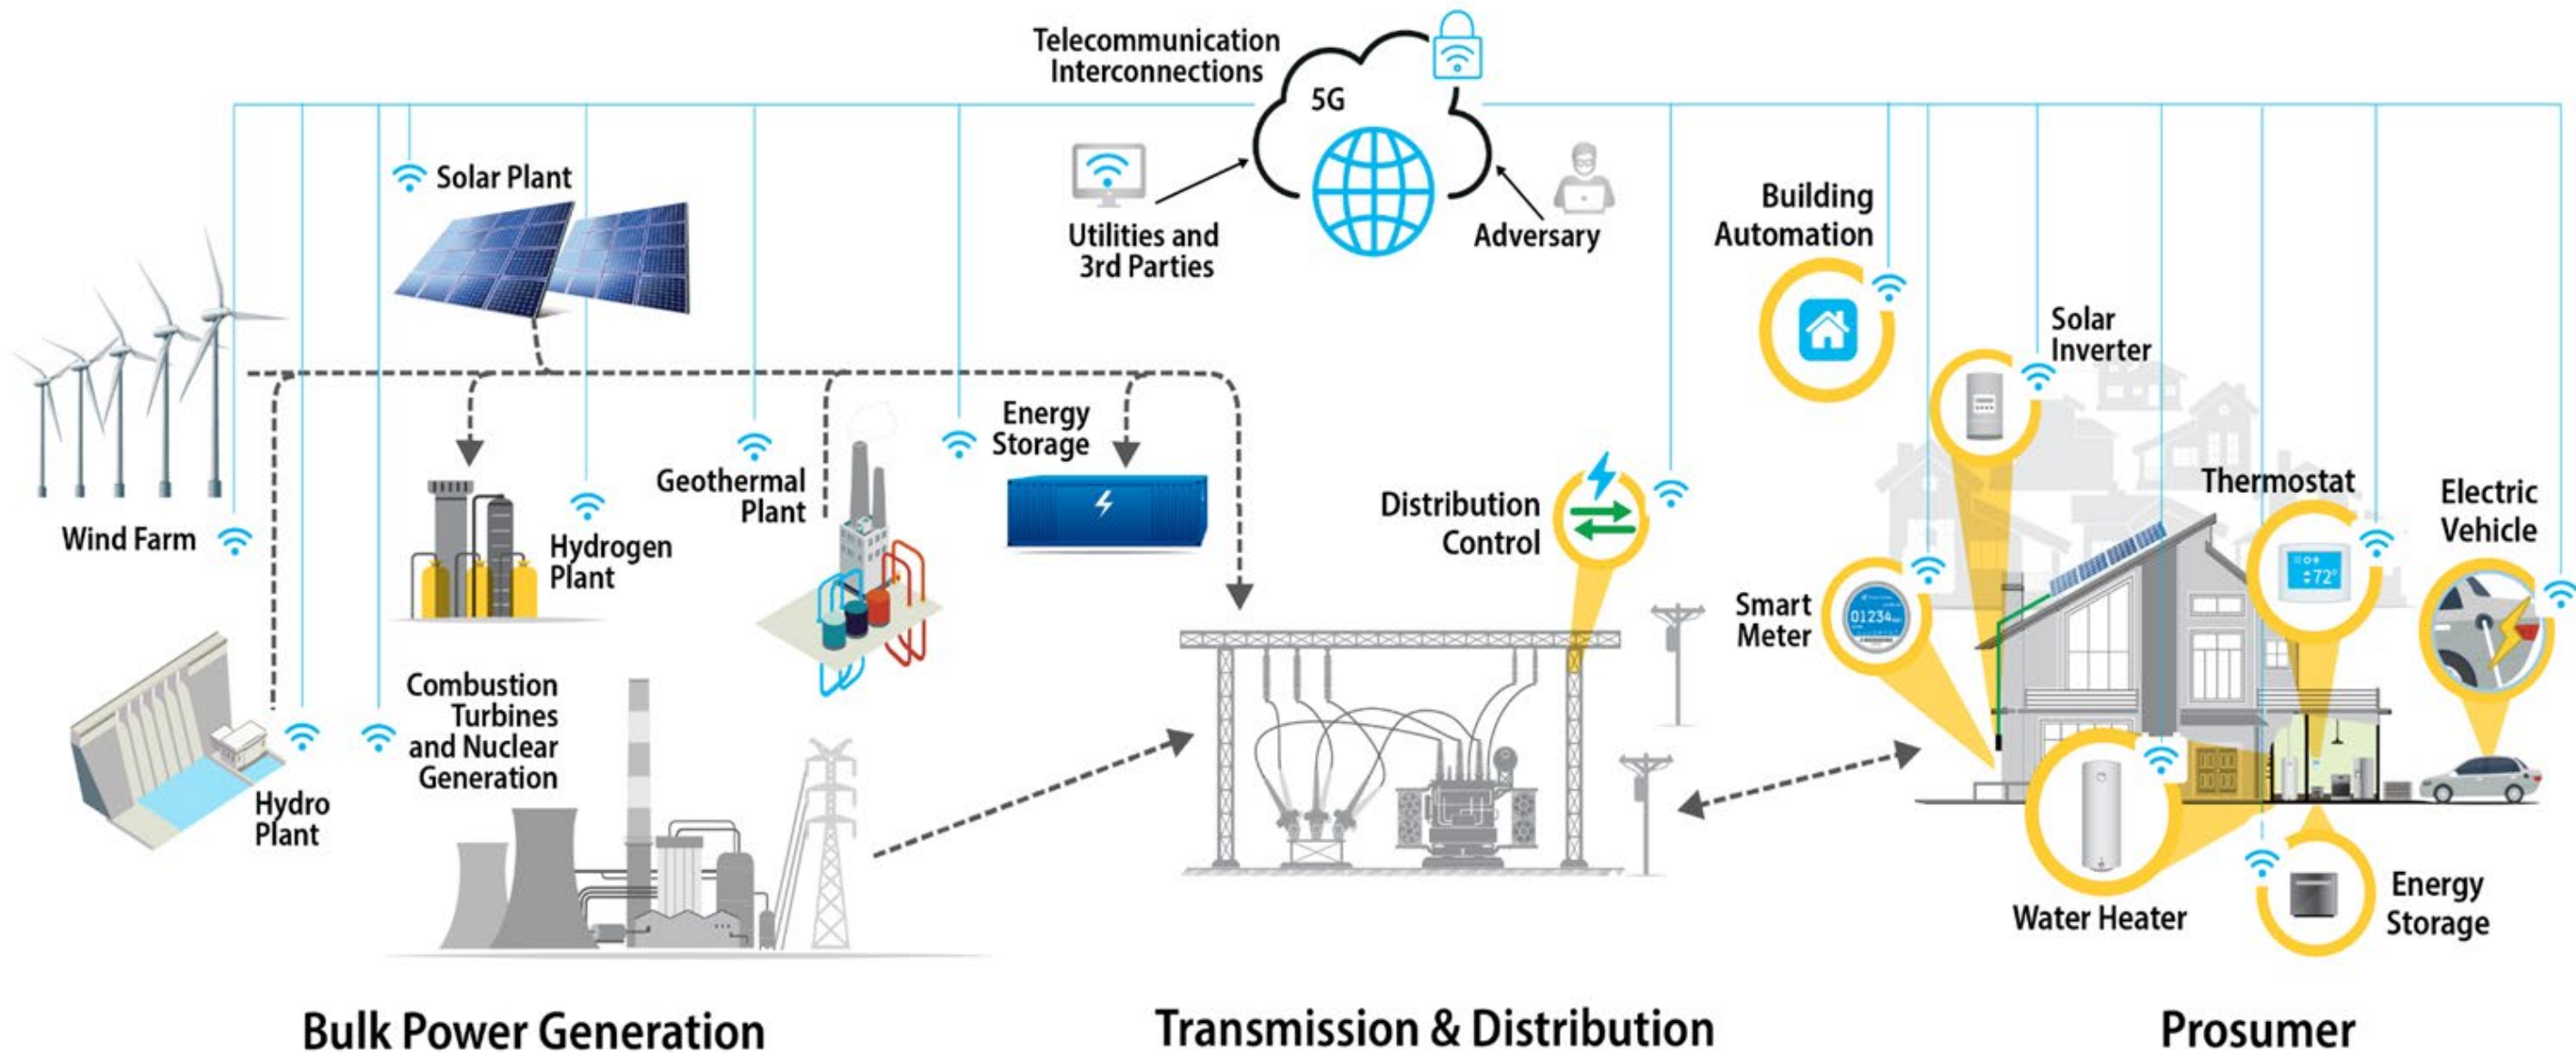 Telecommunication
Interconnections
5G
Solar Plant
Utilities and
3rd Parties
Adversary
Building
Automation
Solar
Inverter
Energy
Storage
Geothermal
Plant
Distribution
Control
Thermostat
72°
Electric
Vehicle
Wind Farm
Hydrogen
Plant
Smart
Meter
01234
Combustion
Turbines
and Nuclear
Generation
Hydro
Plant
Water Heater
Energy
Storage
Bulk Power Generation
Transmission & Distribution
Prosumer